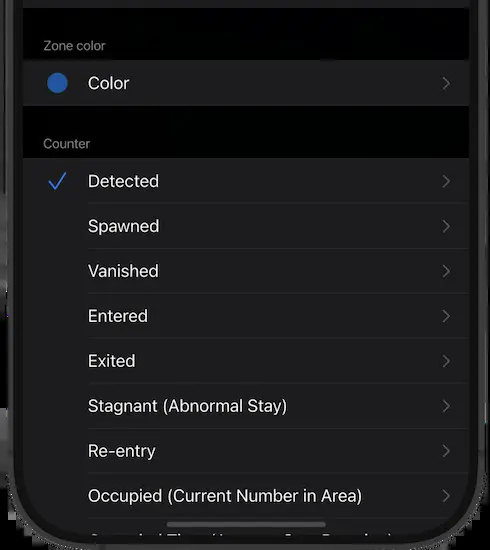 Zone color
Color
Counter
Detected
Spawned
Vanished
Entered
Exited
Stagnant (Abnormal Stay)
Re-entry
Occupied (Current Number in Area)